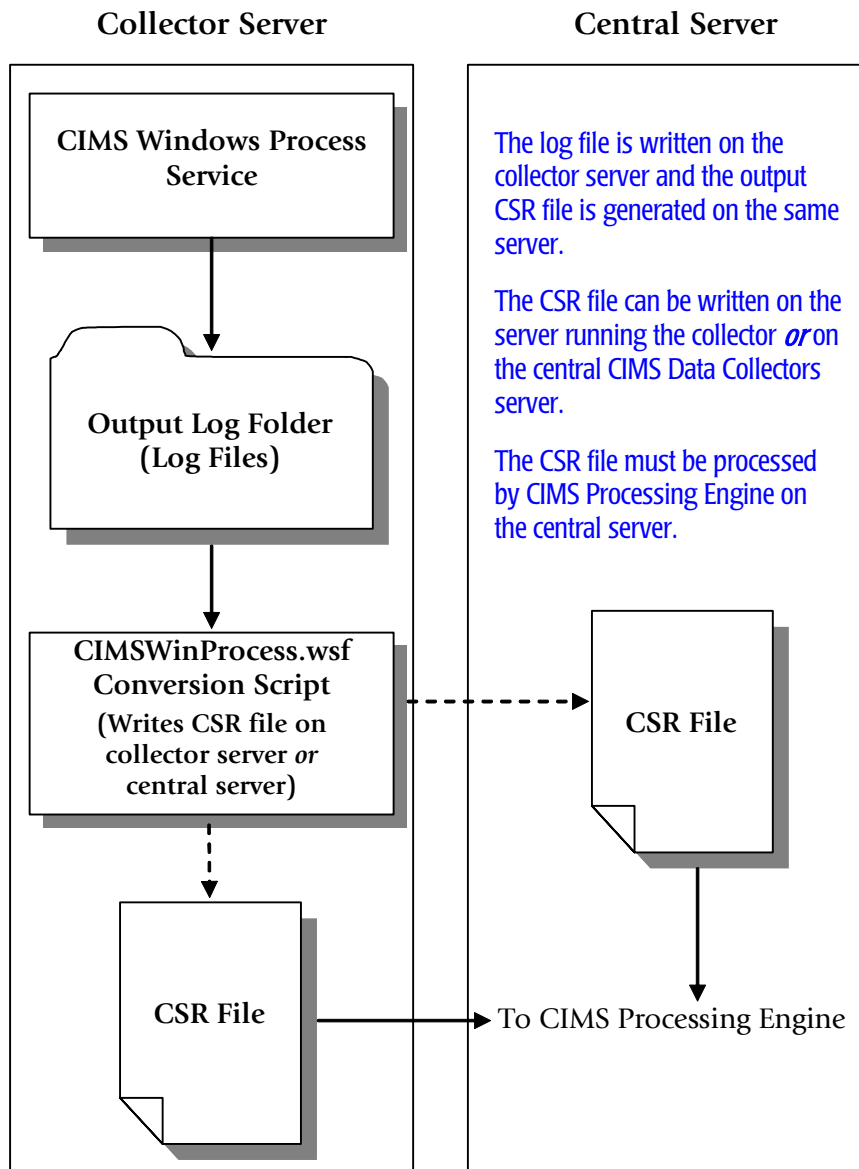 Collector Server
CIMS Windows Process
Service
Output Log Folder
(Log Files)
CIMSWinProcess.wsf
Conversion Script
(Writes CSR file on
collector server or
central server)
CSR File
Central Server
The log file is written on the
collector server and the output
CSR file is generated on the same
server.
The CSR file can be written on the
server running the collector or on
the central CIMS Data Collectors
server.
The CSR file must be processed
by CIMS Processing Engine on
the central server.
CSR File
To CIMS Processing Engine